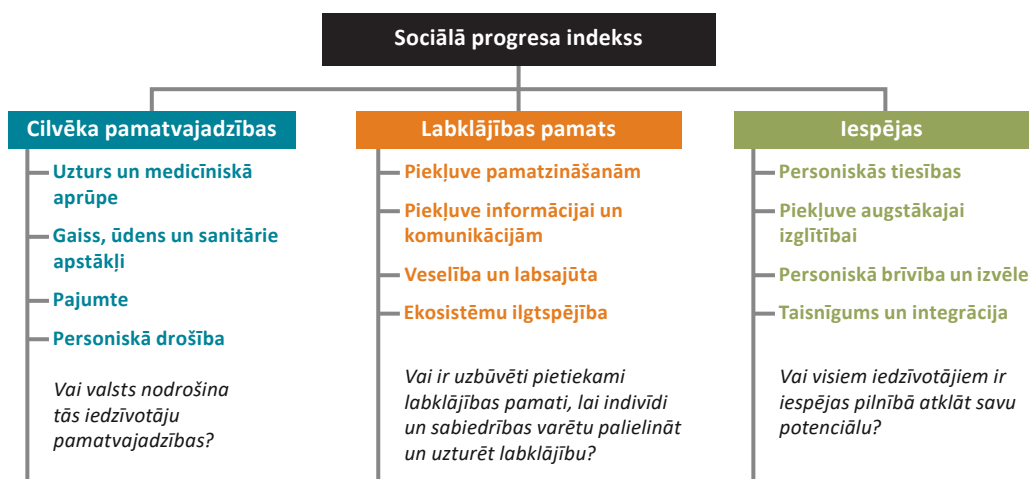 Sociālā progresa indekss
Cilvēka pamatvajadzības
Uzturs un medicīniskā
aprūpe
Gaiss, ūdens un sanitārie
apstākļi
Pajumte
Personiskā drošība
Vai valsts nodrošina
tās iedzīvotāju
pamatvajadzības?
Labklājības pamats
Piekļuve pamatzināšanām
Piekļuve informācijai un
komunikācijām
Veselība un labsajūta
Ekosistēmu ilgtspējība
Vai ir uzbūvēti pietiekami
labklājības pamati, lai indivīdi
un sabiedrības varētu palielināt
un uzturēt labklājību?
Iespējas
Personiskās tiesības
Piekļuve augstākajai
izglītībai
Personiskā brīvība un izvēle
Taisnīgums un integrācija
Vai visiem iedzīvotājiem ir
iespējas pilnībā atklāt savu
potenciālu?